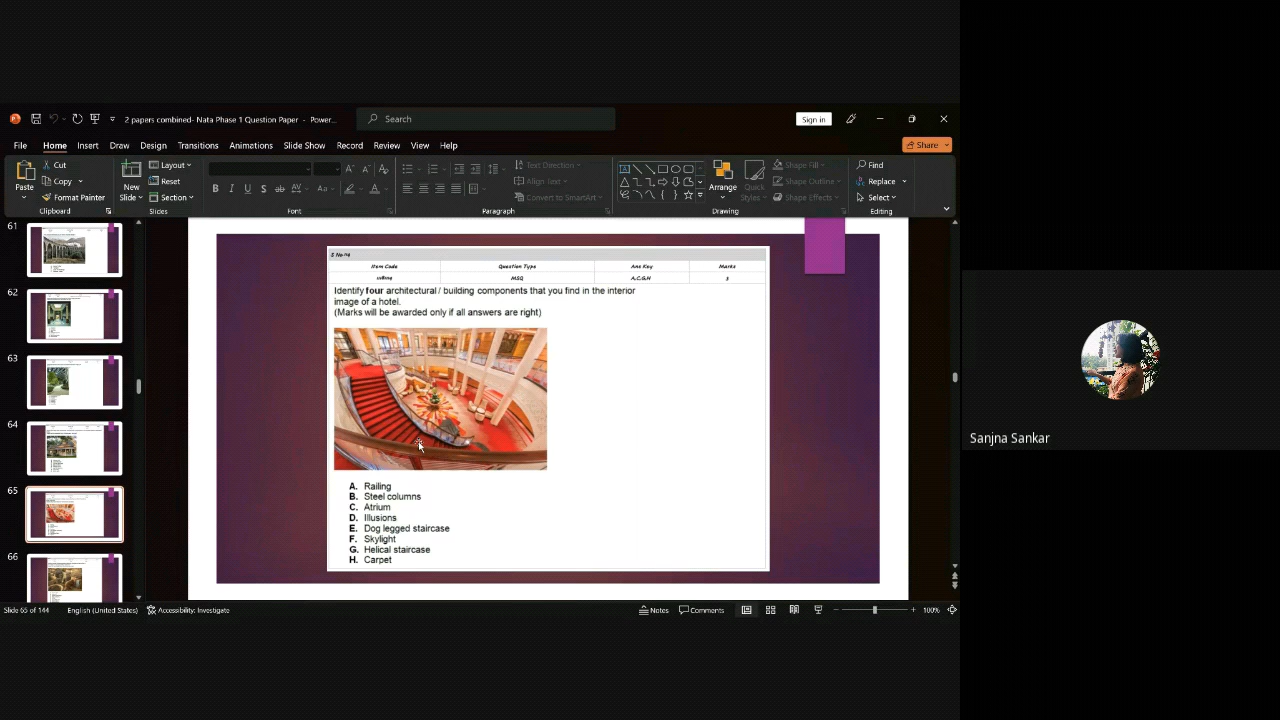 2 papers combined- Nata Phase 1 Question Paper - Power...
Search
Sign in
File Home Insert Draw Design Transitions Animations Slide Show Record Review View Help
Share
Paste
Cut
Copy
Format Painter
Clipboard
New Slide
Layout
Reset
Section
Slides
Font
Text Direction
Align Text
Convert to SmartArt
Paragraph
Arrange
Quick Styles
Shape Fill
Shape Outline
Shape Effects
Drawing
Find
Replace
Select
Editing
61
62
63
64
65
66
S No 114
Item Code Question Type Ans Key Marks
MSQ A,C,G,H 3
Identify four architectural / building components that you find in the interior
image of a hotel.
(Marks will be awarded only if all answers are right)
A. Railing
B. Steel columns
C. Atrium
D. Illusions
E. Dog legged staircase
F. Skylight
G. Helical staircase
H. Carpet
Slide 65 of 144 English (United States) Accessibility: Investigate Notes Comments 100%
Sanjna Sankar